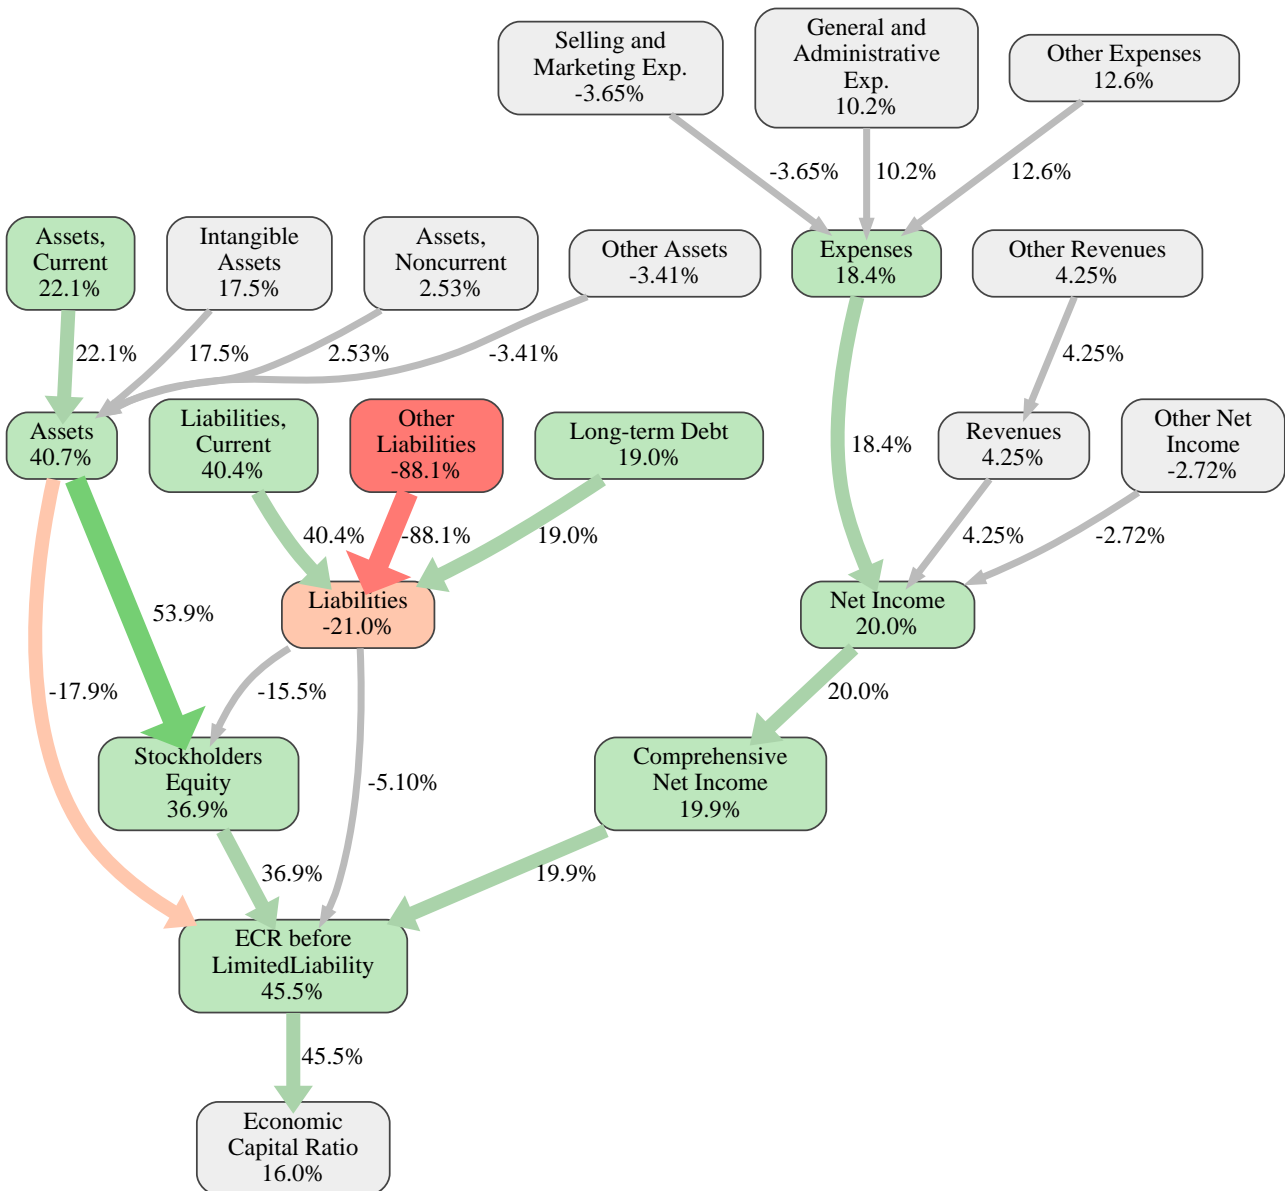 Selling and
Marketing Exp.
-3.65%
General and
Administrative
Exp.
10.2%
Other Expenses
12.6%
-3.65%
10.2%
12.6%
Assets,
Current
22.1%
Intangible
Assets
17.5%
Assets,
Noncurrent
2.53%
Other Assets
-3.41%
Expenses
18.4%
Other Revenues
4.25%
22.1%
17.5%
2.53%
-3.41%
4.25%
Assets
40.7%
Liabilities,
Current
40.4%
Other
Liabilities
-88.1%
Long-term Debt
19.0%
18.4%
Revenues
4.25%
Other Net
Income
-2.72%
40.4%
-88.1%
19.0%
4.25%
-2.72%
53.9%
Liabilities
-21.0%
Net Income
20.0%
-17.9%
-15.5%
20.0%
Stockholders
Equity
36.9%
-5.10%
Comprehensive
Net Income
19.9%
36.9%
19.9%
ECR before
LimitedLiability
45.5%
45.5%
Economic
Capital Ratio
16.0%